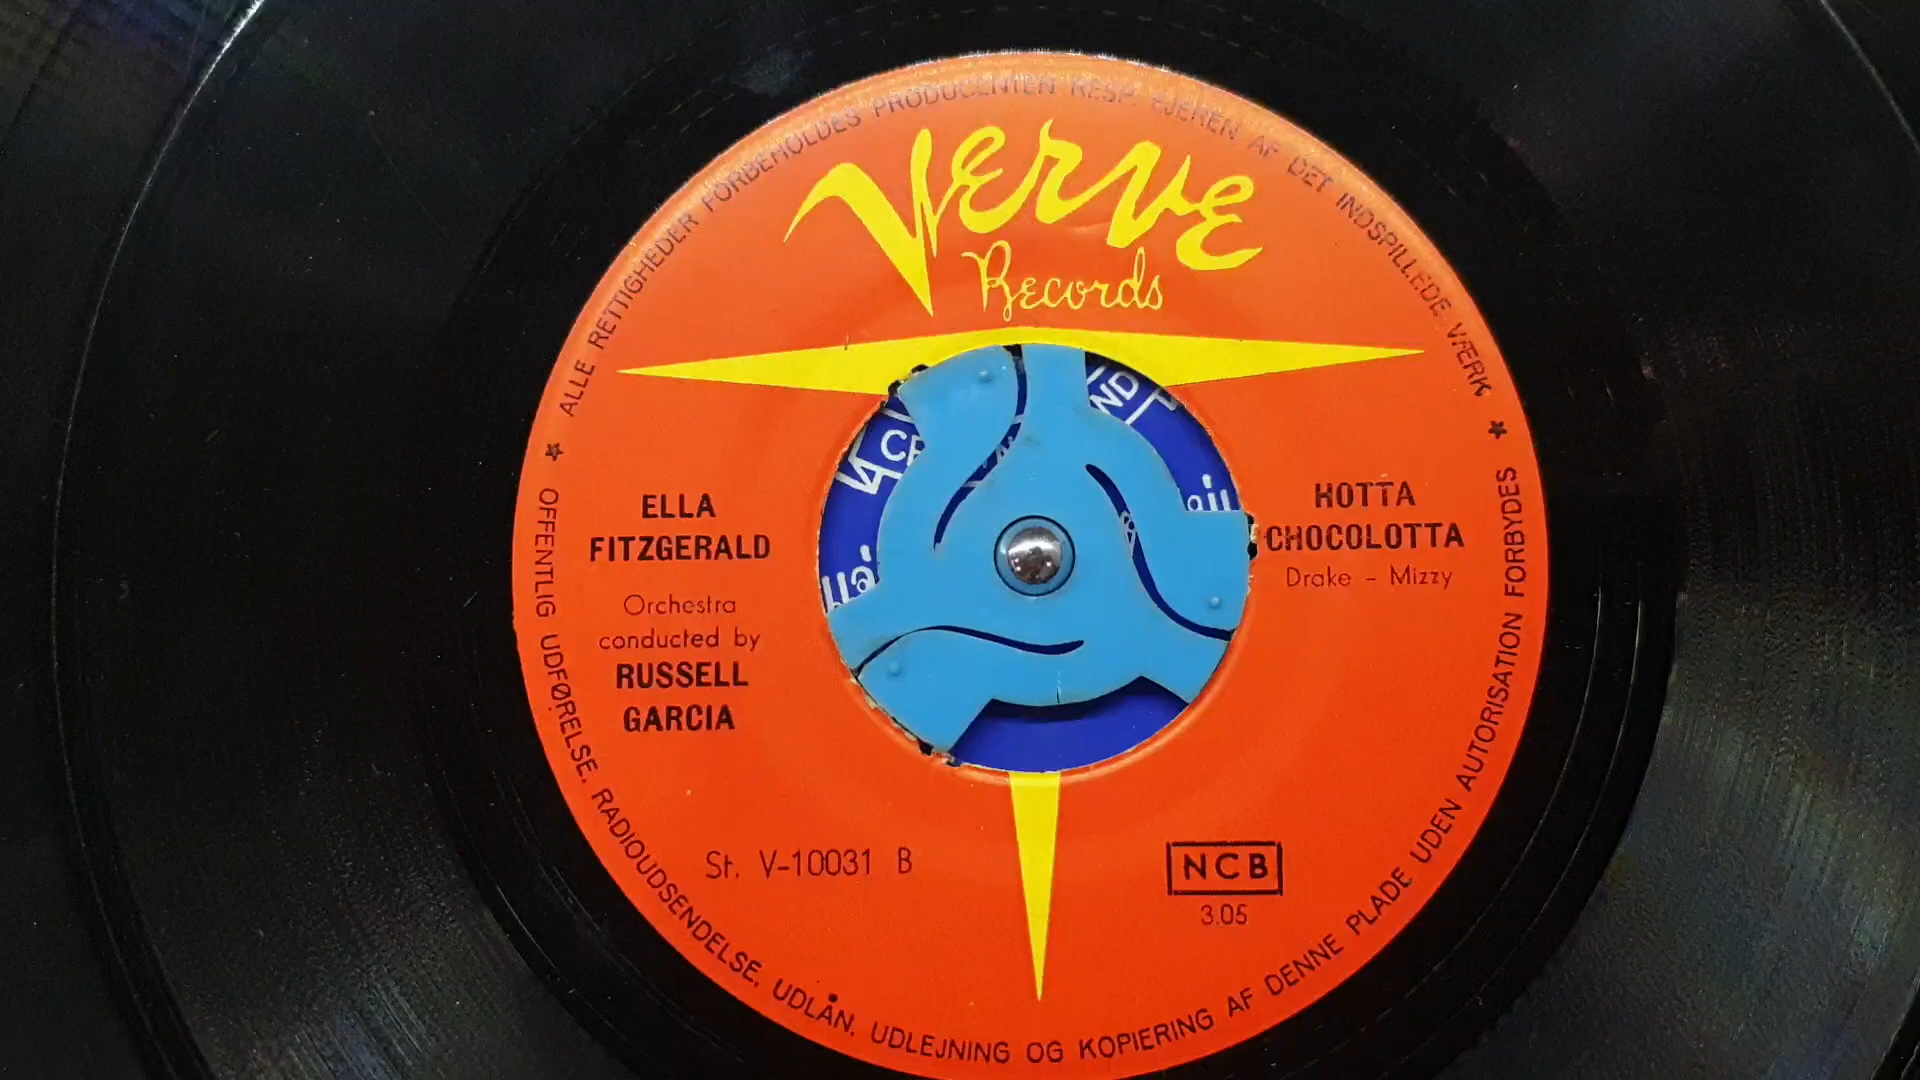 ALLE RETTIGHEDER FORBEHOLDES PRODUCENTEN RESP. EJEREN AF DET INDSPILLEDE VÆRK
Verve
Records
ELLA
FITZGERALD
Orchestra
conducted by
RUSSELL
GARCIA
HOTTA
CHOCOLOTTA
Drake - Mizzy
St. V-10031 B
NCB
3.05
OFFENTLIG UDFØRELSE, RADIOUDSENDELSE, UDLÅN, UDLEJNING OG KOPIERING AF DENNE PLADE UDEN AUTORISATION FORBYDES